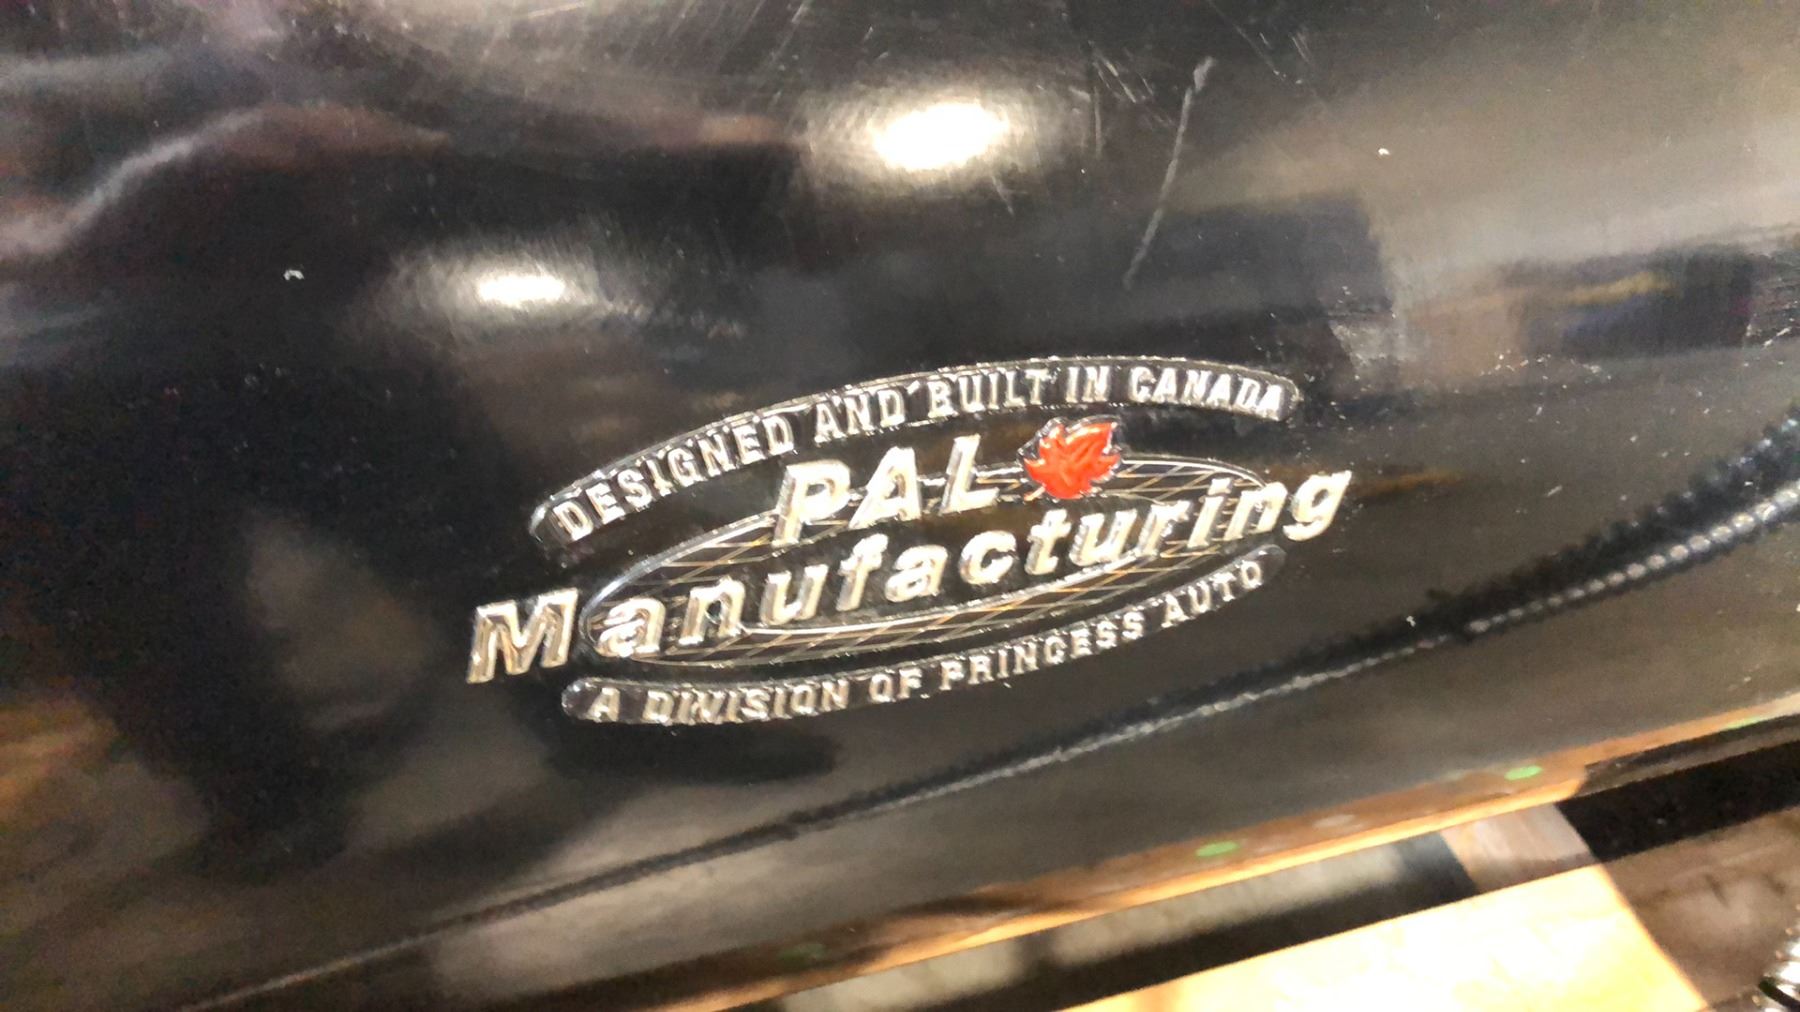 DESIGNED AND BUILT IN CANADA
PAL
Manufacturing
A DIVISION OF PRINCESS AUTO